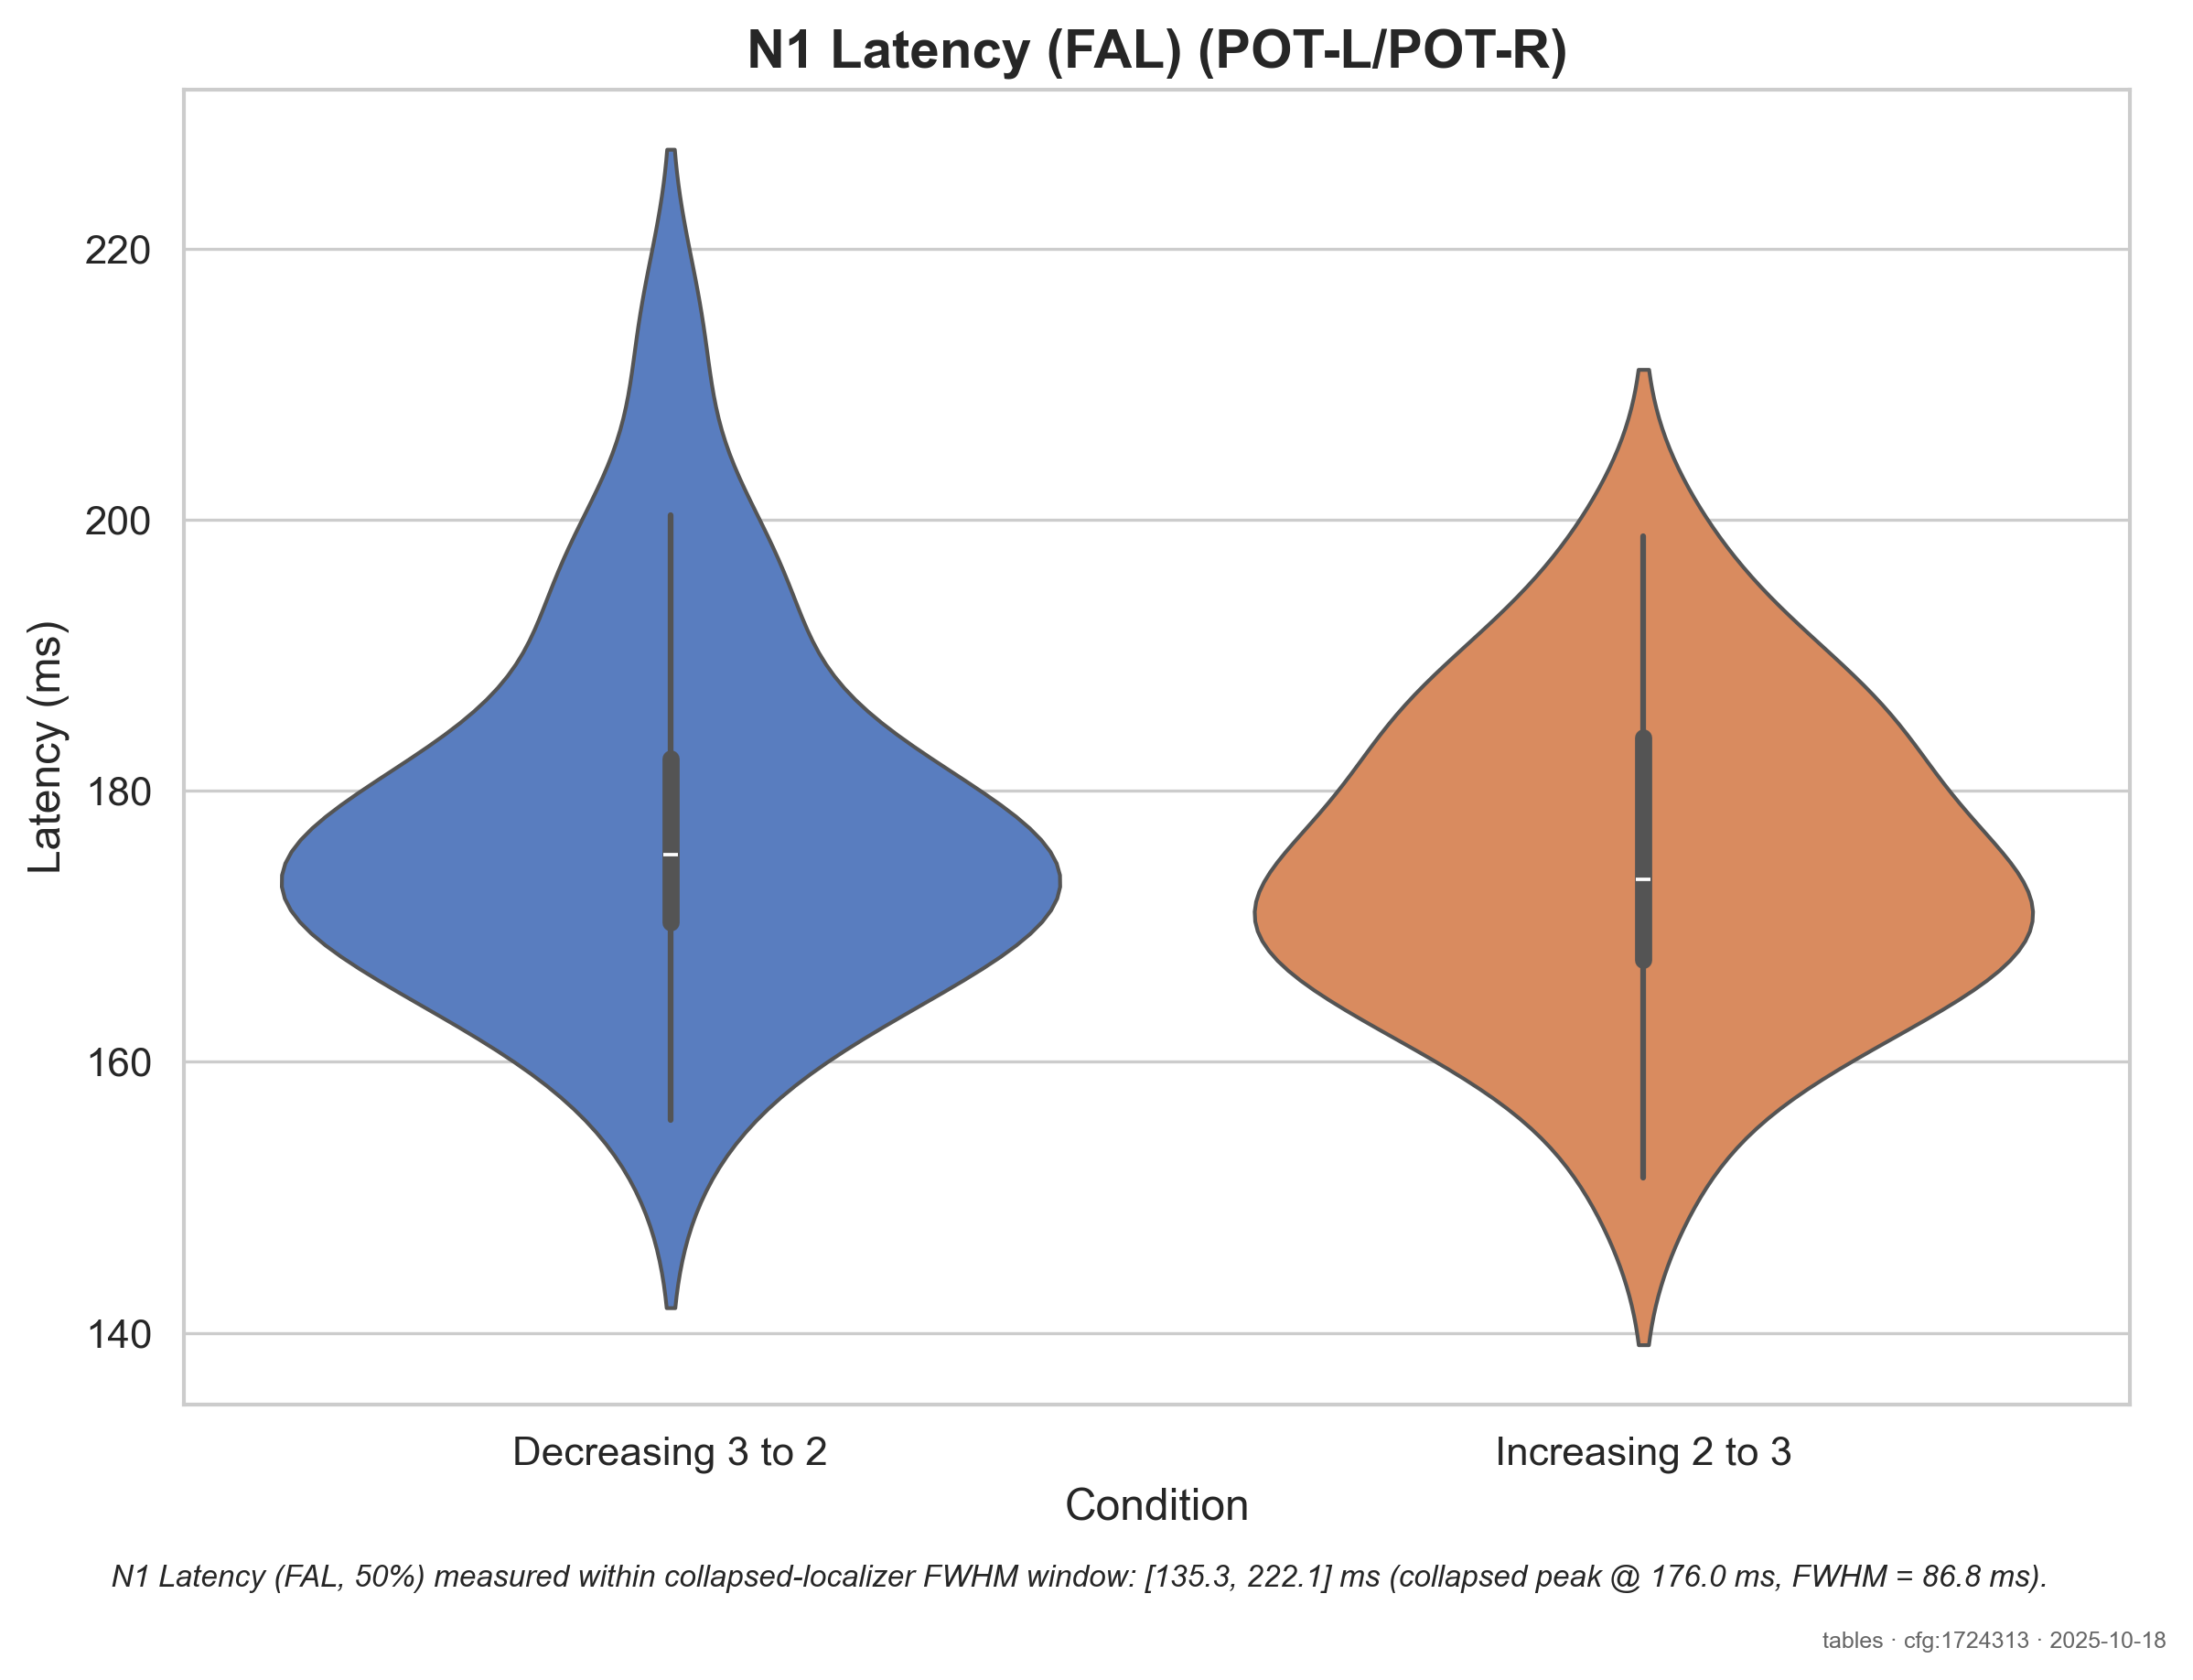 N1 Latency (FAL) (POT-L/POT-R)
Latency (ms)
220
200
180
160
140
Decreasing 3 to 2
Increasing 2 to 3
Condition
N1 Latency (FAL, 50%) measured within collapsed-localizer FWHM window: [135.3, 222.1] ms (collapsed peak @ 176.0 ms, FWHM = 86.8 ms).
tables · cfg:1724313 · 2025-10-18